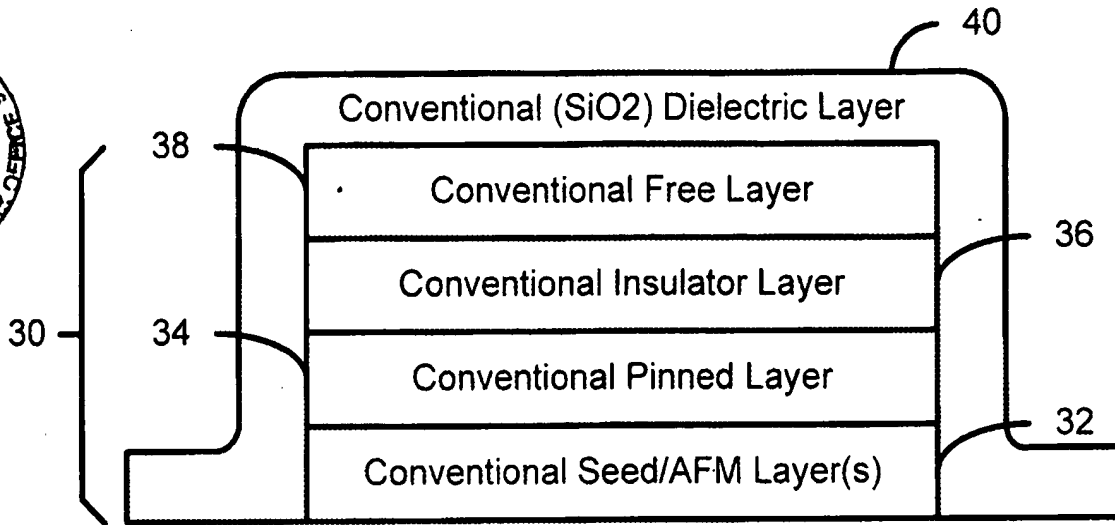 40
Conventional (SiO2) Dielectric Layer
38
Conventional Free Layer
36
Conventional Insulator Layer
30
34
Conventional Pinned Layer
32
Conventional Seed/AFM Layer(s)